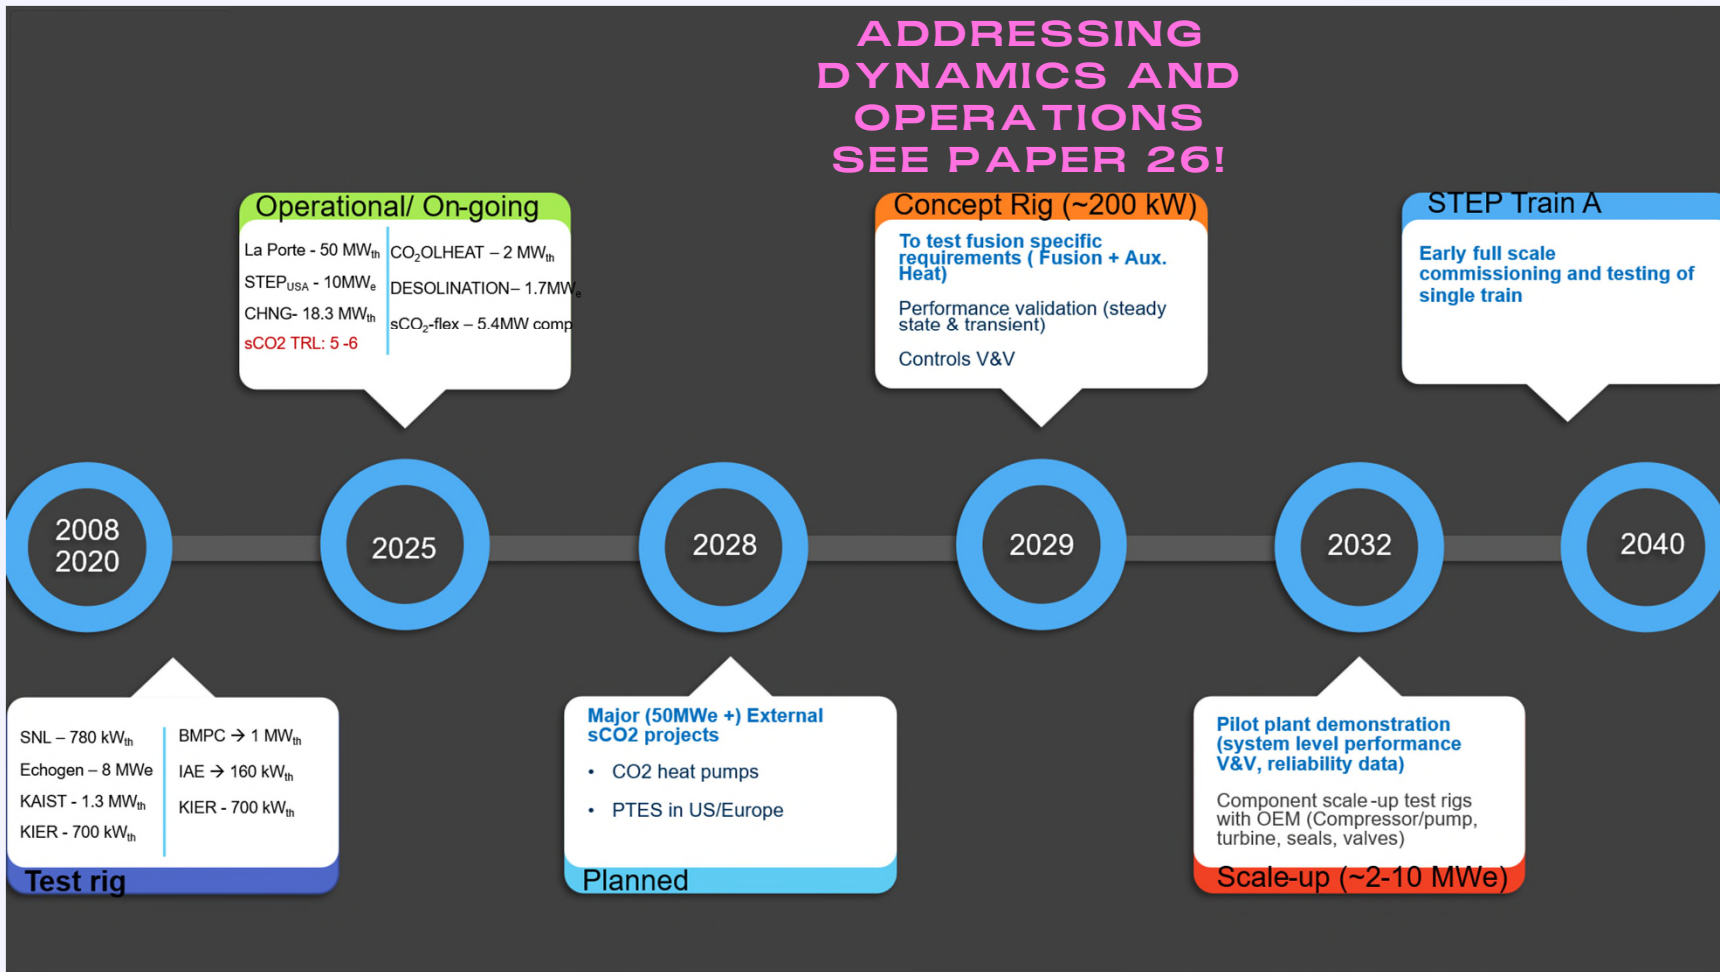 ADDRESSING
DYNAMICS AND
OPERATIONS
SEE PAPER 26!
Operational/ On-going
La Porte - 50 MWth
STEPUSA - 10MWe
CHNG- 18.3 MWth
sCO2 TRL: 5 -6
CO2OLHEAT – 2 MWth
DESOLINATION– 1.7MWe
sCO2-flex – 5.4MW comp
Concept Rig (~200 kW)
To test fusion specific
requirements ( Fusion + Aux.
Heat)
Performance validation (steady
state & transient)
Controls V&V
STEP Train A
Early full scale
commissioning and testing of
single train
2008
2020
2025
2028
2029
2032
2040
SNL – 780 kWth
Echogen – 8 MWe
KAIST - 1.3 MWth
KIER - 700 kWth
BMPC → 1 MWth
IAE → 160 kWth
KIER - 700 kWth
Test rig
Major (50MWe +) External
sCO2 projects
• CO2 heat pumps
• PTES in US/Europe
Planned
Pilot plant demonstration
(system level performance
V&V, reliability data)
Component scale-up test rigs
with OEM (Compressor/pump,
turbine, seals, valves)
Scale-up (~2-10 MWe)